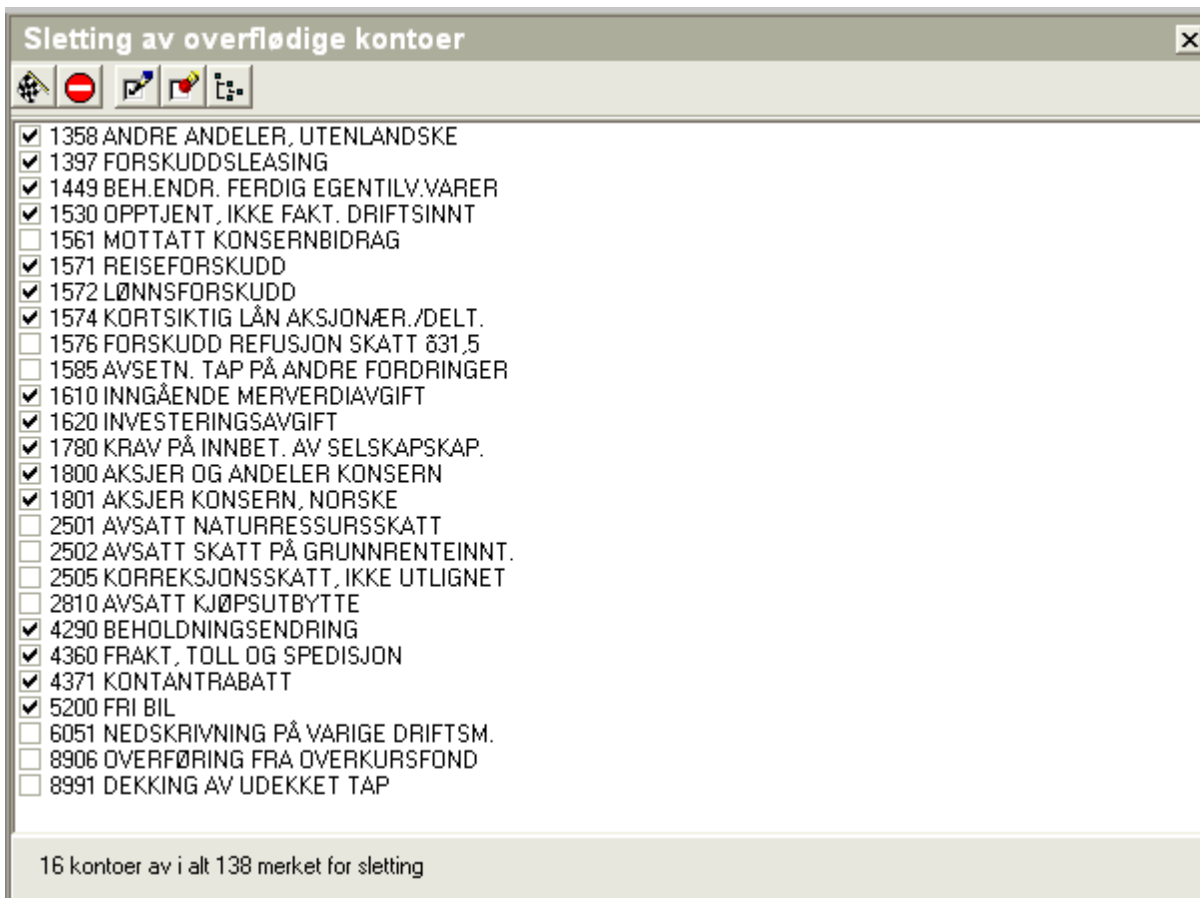 Sletting av overflødige kontoer
1358 ANDRE ANDELER, UTENLANDSKE
1397 FORSKUDDSLEASING
1449 BEH.ENDR. FERDIG EGENTILV.VARER
1530 OPPTJENT, IKKE FAKT. DRIFTSINNT
1561 MOTTATT KONSERNBIDRAG
1571 REISEFORSKUDD
1572 LØNNSFORSKUDD
1574 KORTSIKTIG LÅN AKSJONÆR./DELT.
1576 FORSKUDD REFUSJON SKATT õ31,5
1585 AVSETN. TAP PÅ ANDRE FORDRINGER
1610 INNGÅENDE MERVERDIAVGIFT
1620 INVESTERINGSAVGIFT
1780 KRAV PÅ INNBET. AV SELSKAPSKAP.
1800 AKSJER OG ANDELER KONSERN
1801 AKSJER KONSERN, NORSKE
2501 AVSATT NATURRESSURSSKATT
2502 AVSATT SKATT PÅ GRUNNRENTEINNT.
2505 KORREKSJONSSKATT, IKKE UTLIGNET
2810 AVSATT KJØPSUTBYTTE
4290 BEHOLDNINGSENDRING
4360 FRAKT, TOLL OG SPEDISJON
4371 KONTANTRABATT
5200 FRI BIL
6051 NEDSKRIVNING PÅ VARIGE DRIFTSM.
8906 OVERFØRING FRA OVERKURSFOND
8991 DEKKING AV UDEKKET TAP
16 kontoer av i alt 138 merket for sletting